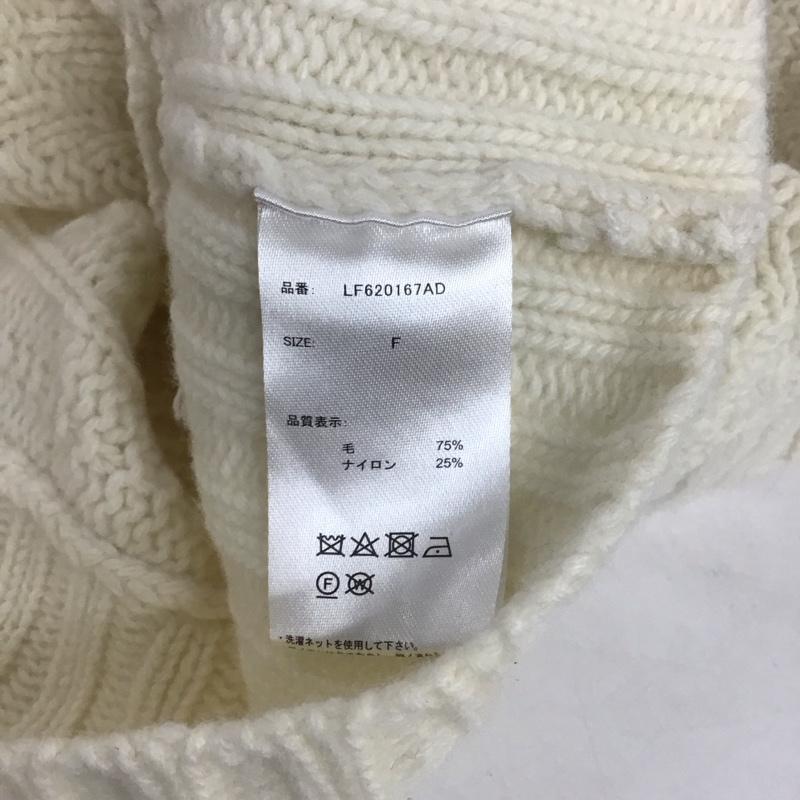 品番: LF620167AD
SIZE: F
品質表示:
毛 75%
ナイロン 25%
F W
・洗濯ネットを使用して下さい。